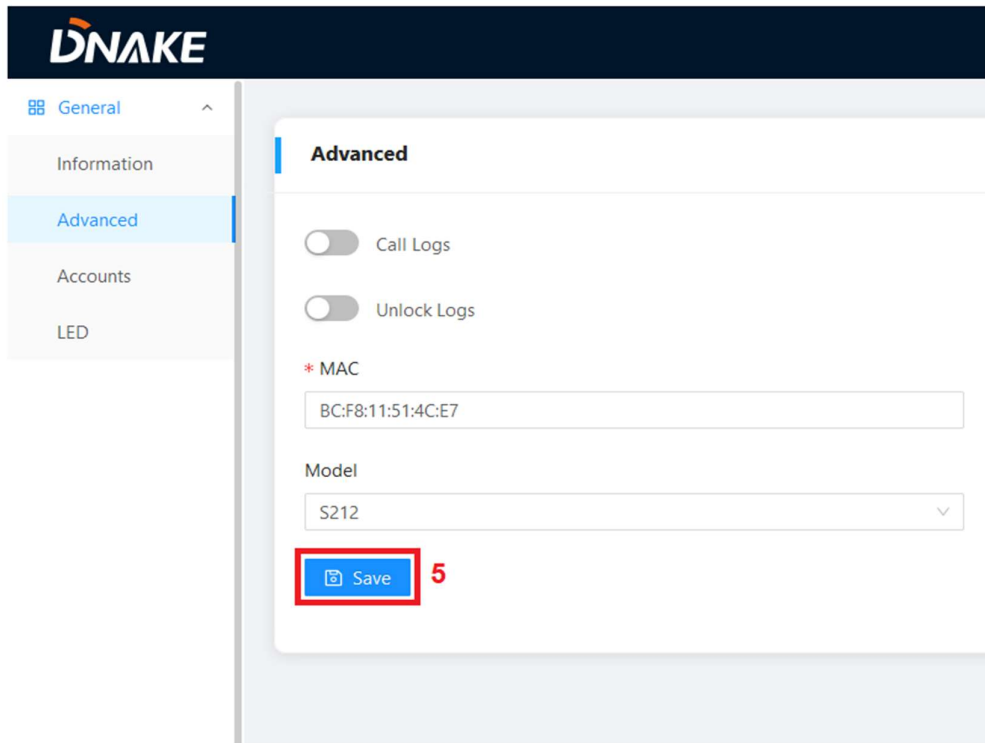 DNAKE
General
Information
Advanced
Accounts
LED
Advanced
Call Logs
Unlock Logs
* MAC
BC:F8:11:51:4C:E7
Model
S212
Save 5